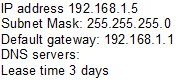 IP address 192.168.1.5
Subnet Mask: 255.255.255.0
Default gateway: 192.168.1.1
DNS servers:
Lease time 3 days